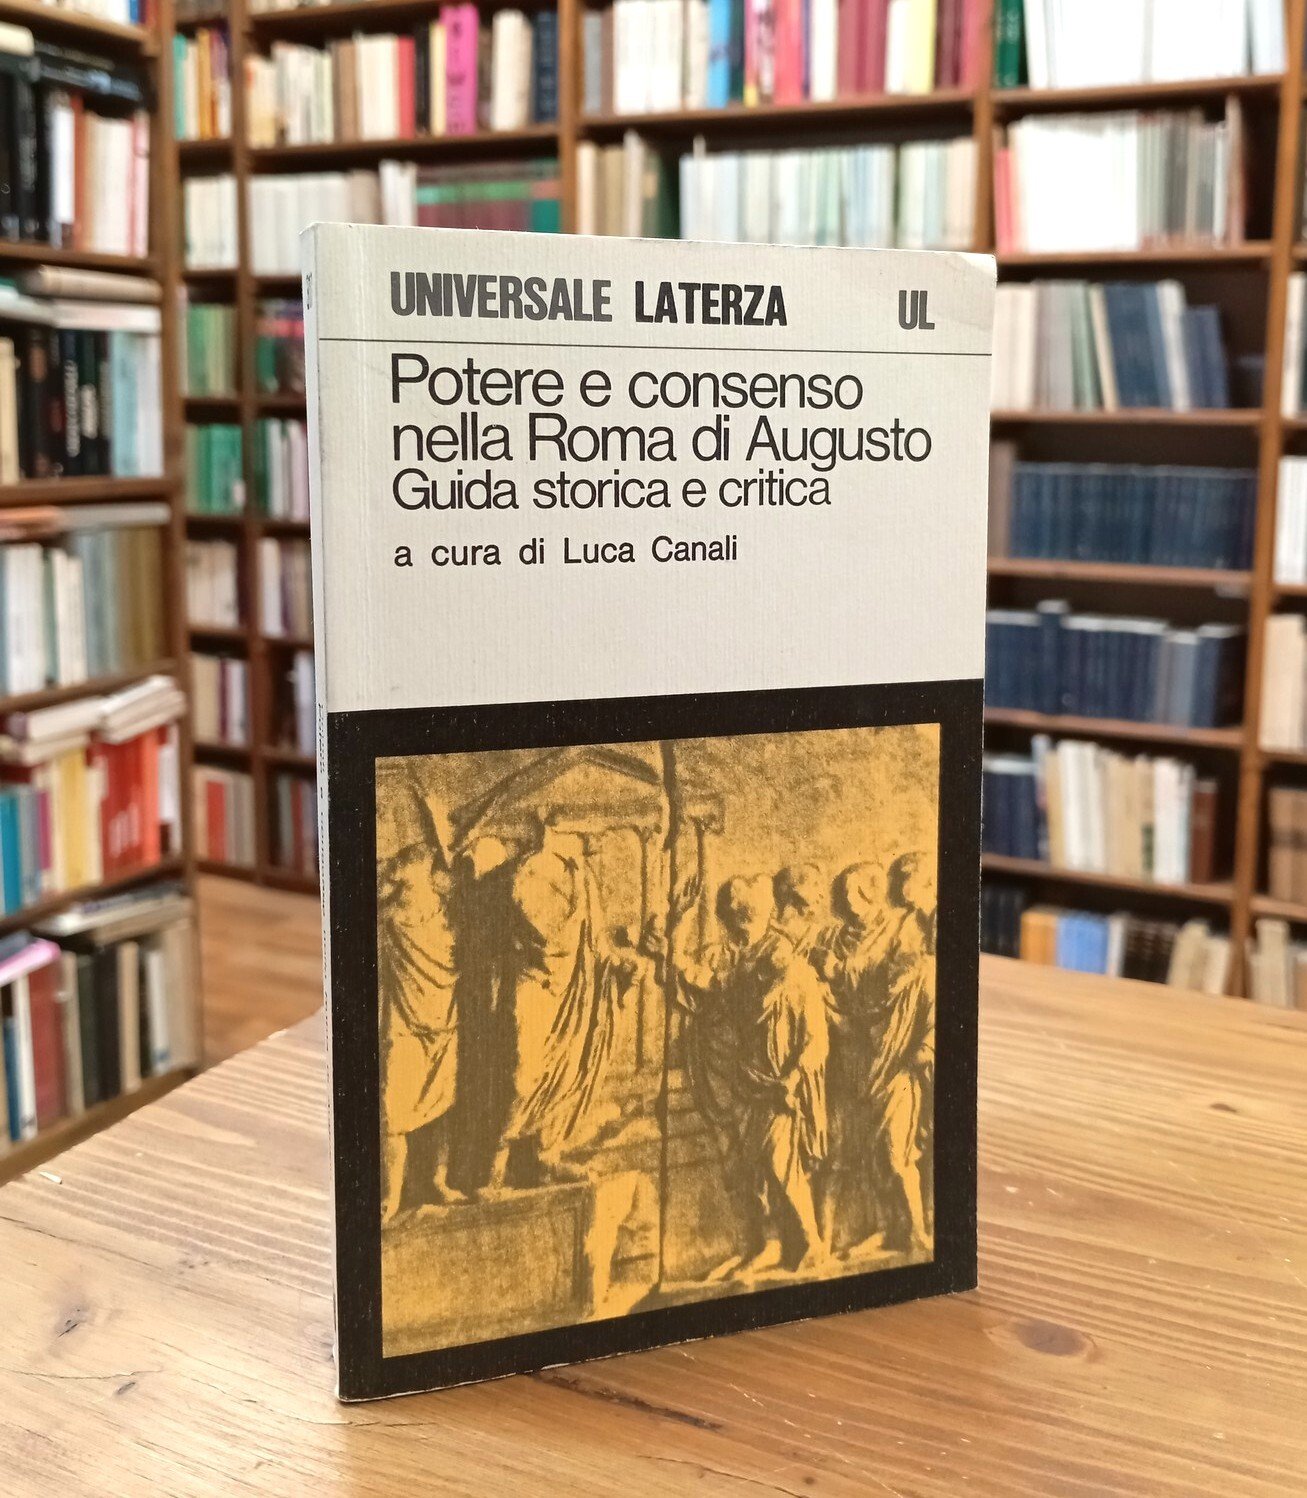 UNIVERSALE LATERZA UL
Potere e consenso
nella Roma di Augusto
Guida storica e critica
a cura di Luca Canali